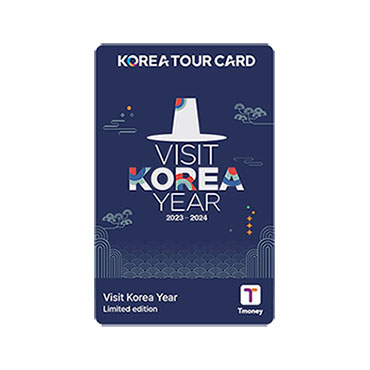 KOREA TOUR CARD
VISIT
KOREA
YEAR
2023 - 2024
Visit Korea Year
Limited edition
T
Tmoney